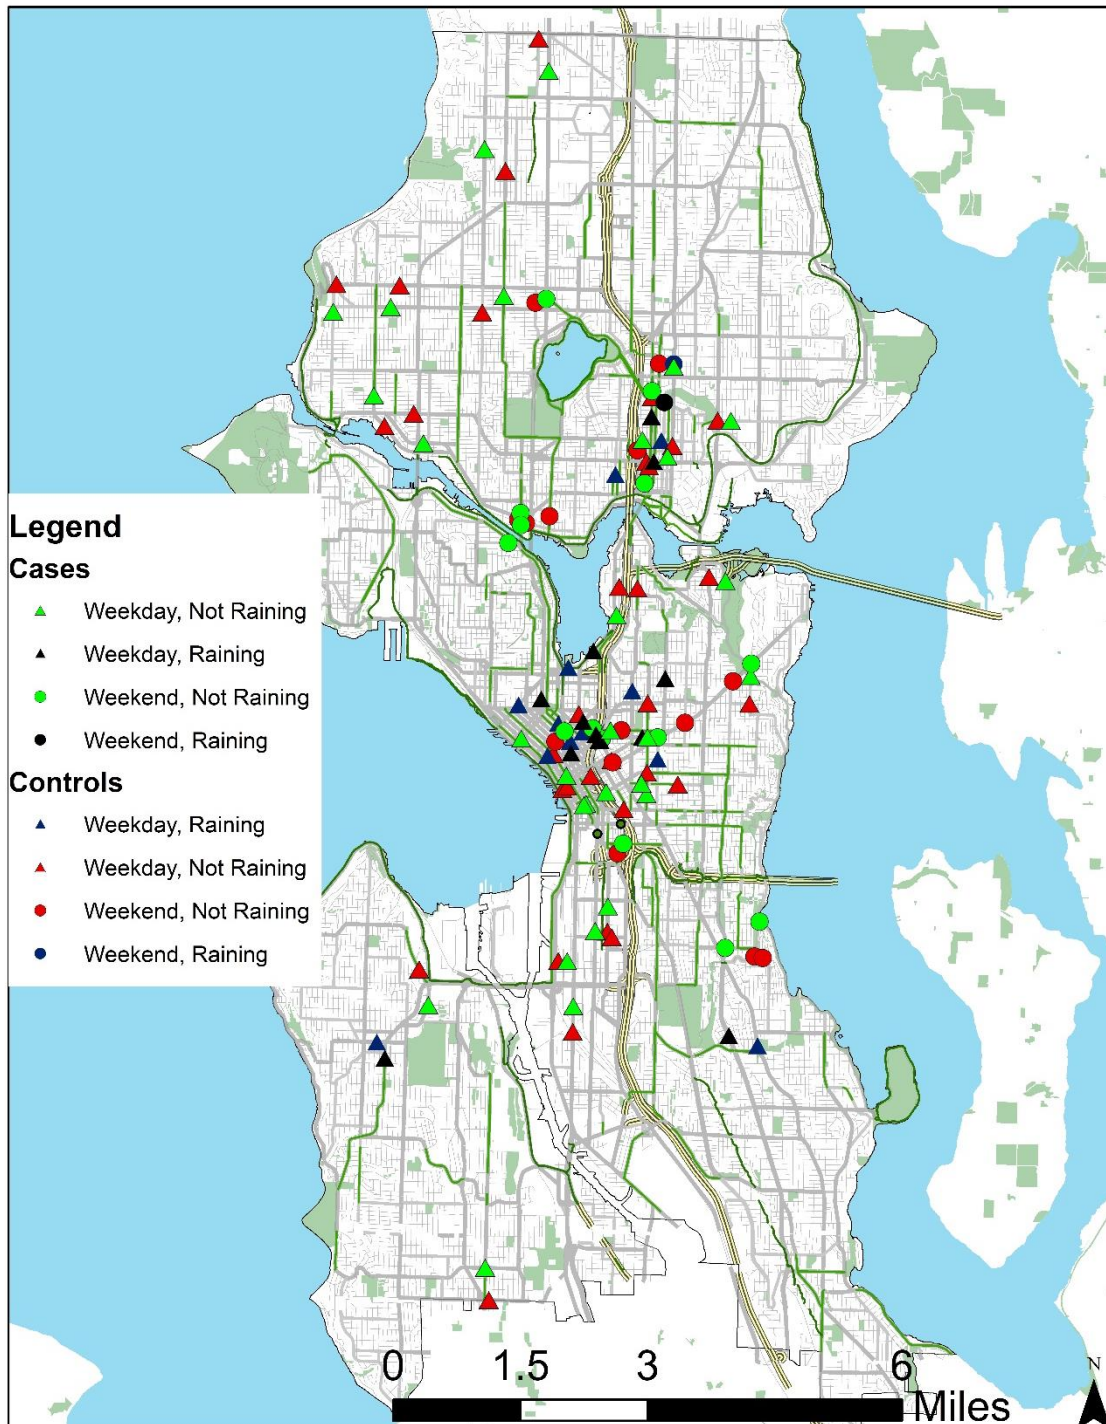 Legend
Cases
Weekday, Not Raining
Weekday, Raining
Weekend, Not Raining
Weekend, Raining
Controls
Weekday, Raining
Weekday, Not Raining
Weekend, Not Raining
Weekend, Raining
0 1.5 3 6
Miles
N